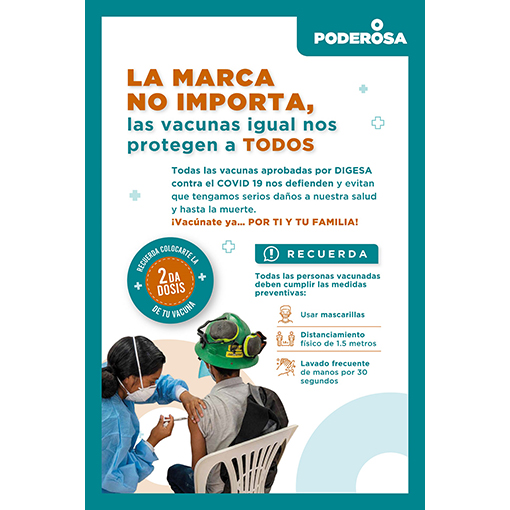 PODEROSA
LA MARCA
NO IMPORTA,
las vacunas igual nos
protegen a TODOS
Todas las vacunas aprobadas por DIGESA
contra el COVID 19 nos defienden y evitan
que tengamos serios daños a nuestra salud
y hasta la muerte.
¡Vacúnate ya... POR TI Y TU FAMILIA!
RECUERDA COLOCARTE LA
2DA
DOSIS
DE TU VACUNA
RECUERDA
Todas las personas vacunadas
deben cumplir las medidas
preventivas:
Usar mascarillas
Distanciamiento
físico de 1.5 metros
Lavado frecuente
de manos por 30
segundos